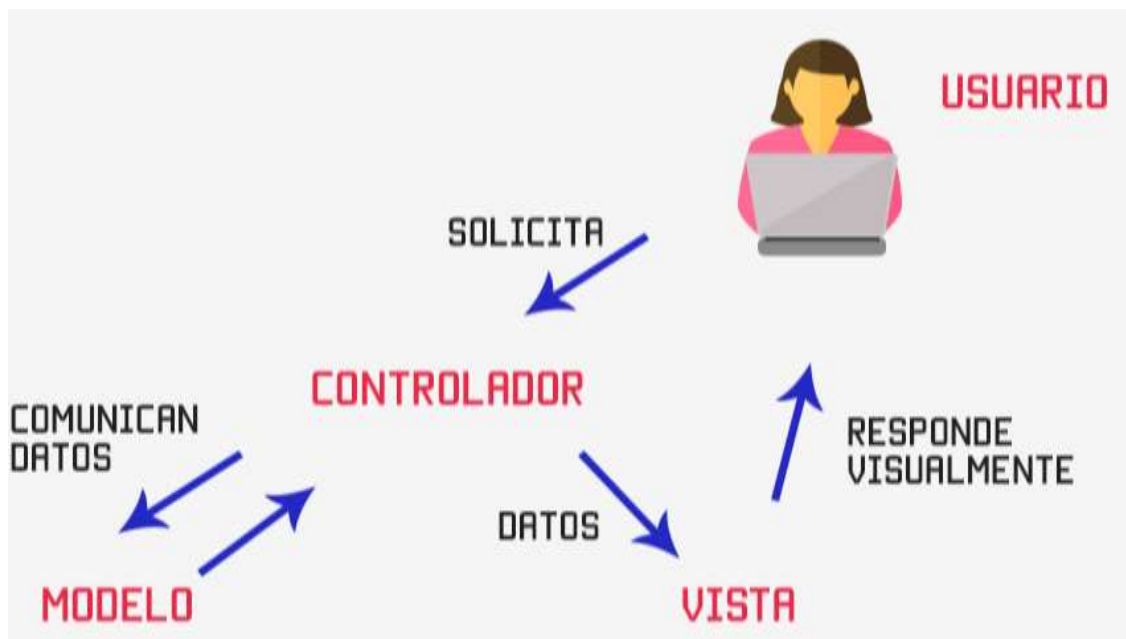 USUARIO
SOLICITA
CONTROLADOR
COMUNICAN
DATOS
RESPONDE
VISUALMENTE
DATOS
MODELO
VISTA